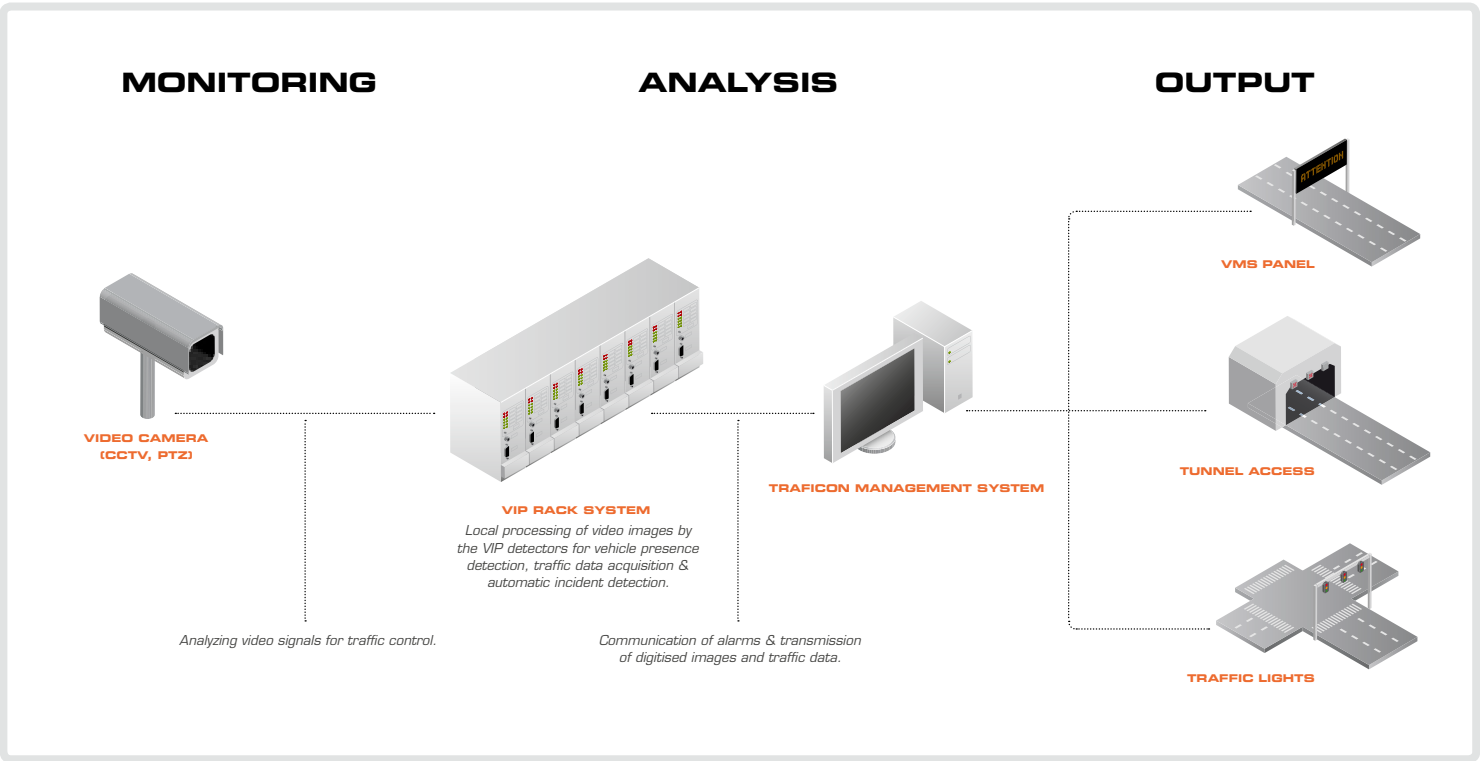 MONITORING
ANALYSIS
OUTPUT
ATTENTION
VMS PANEL
VIDEO CAMERA
(CCTV, PTZ)
TUNNEL ACCESS
TRAFICON MANAGEMENT SYSTEM
VIP RACK SYSTEM
Local processing of video images by
the VIP detectors for vehicle presence
detection, traffic data acquisition &
automatic incident detection.
Analyzing video signals for traffic control.
Communication of alarms & transmission
of digitised images and traffic data.
TRAFFIC LIGHTS